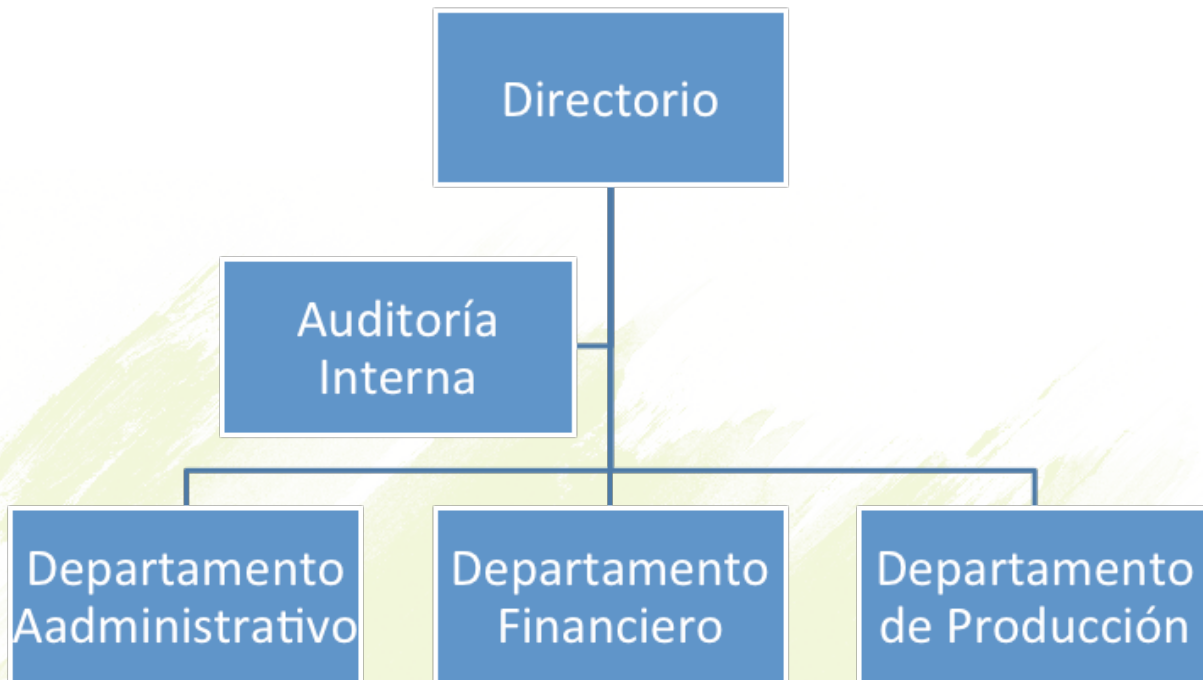 Directorio
Auditoría
Interna
Departamento
Aadministrativo
Departamento
Financiero
Departamento
de Producción